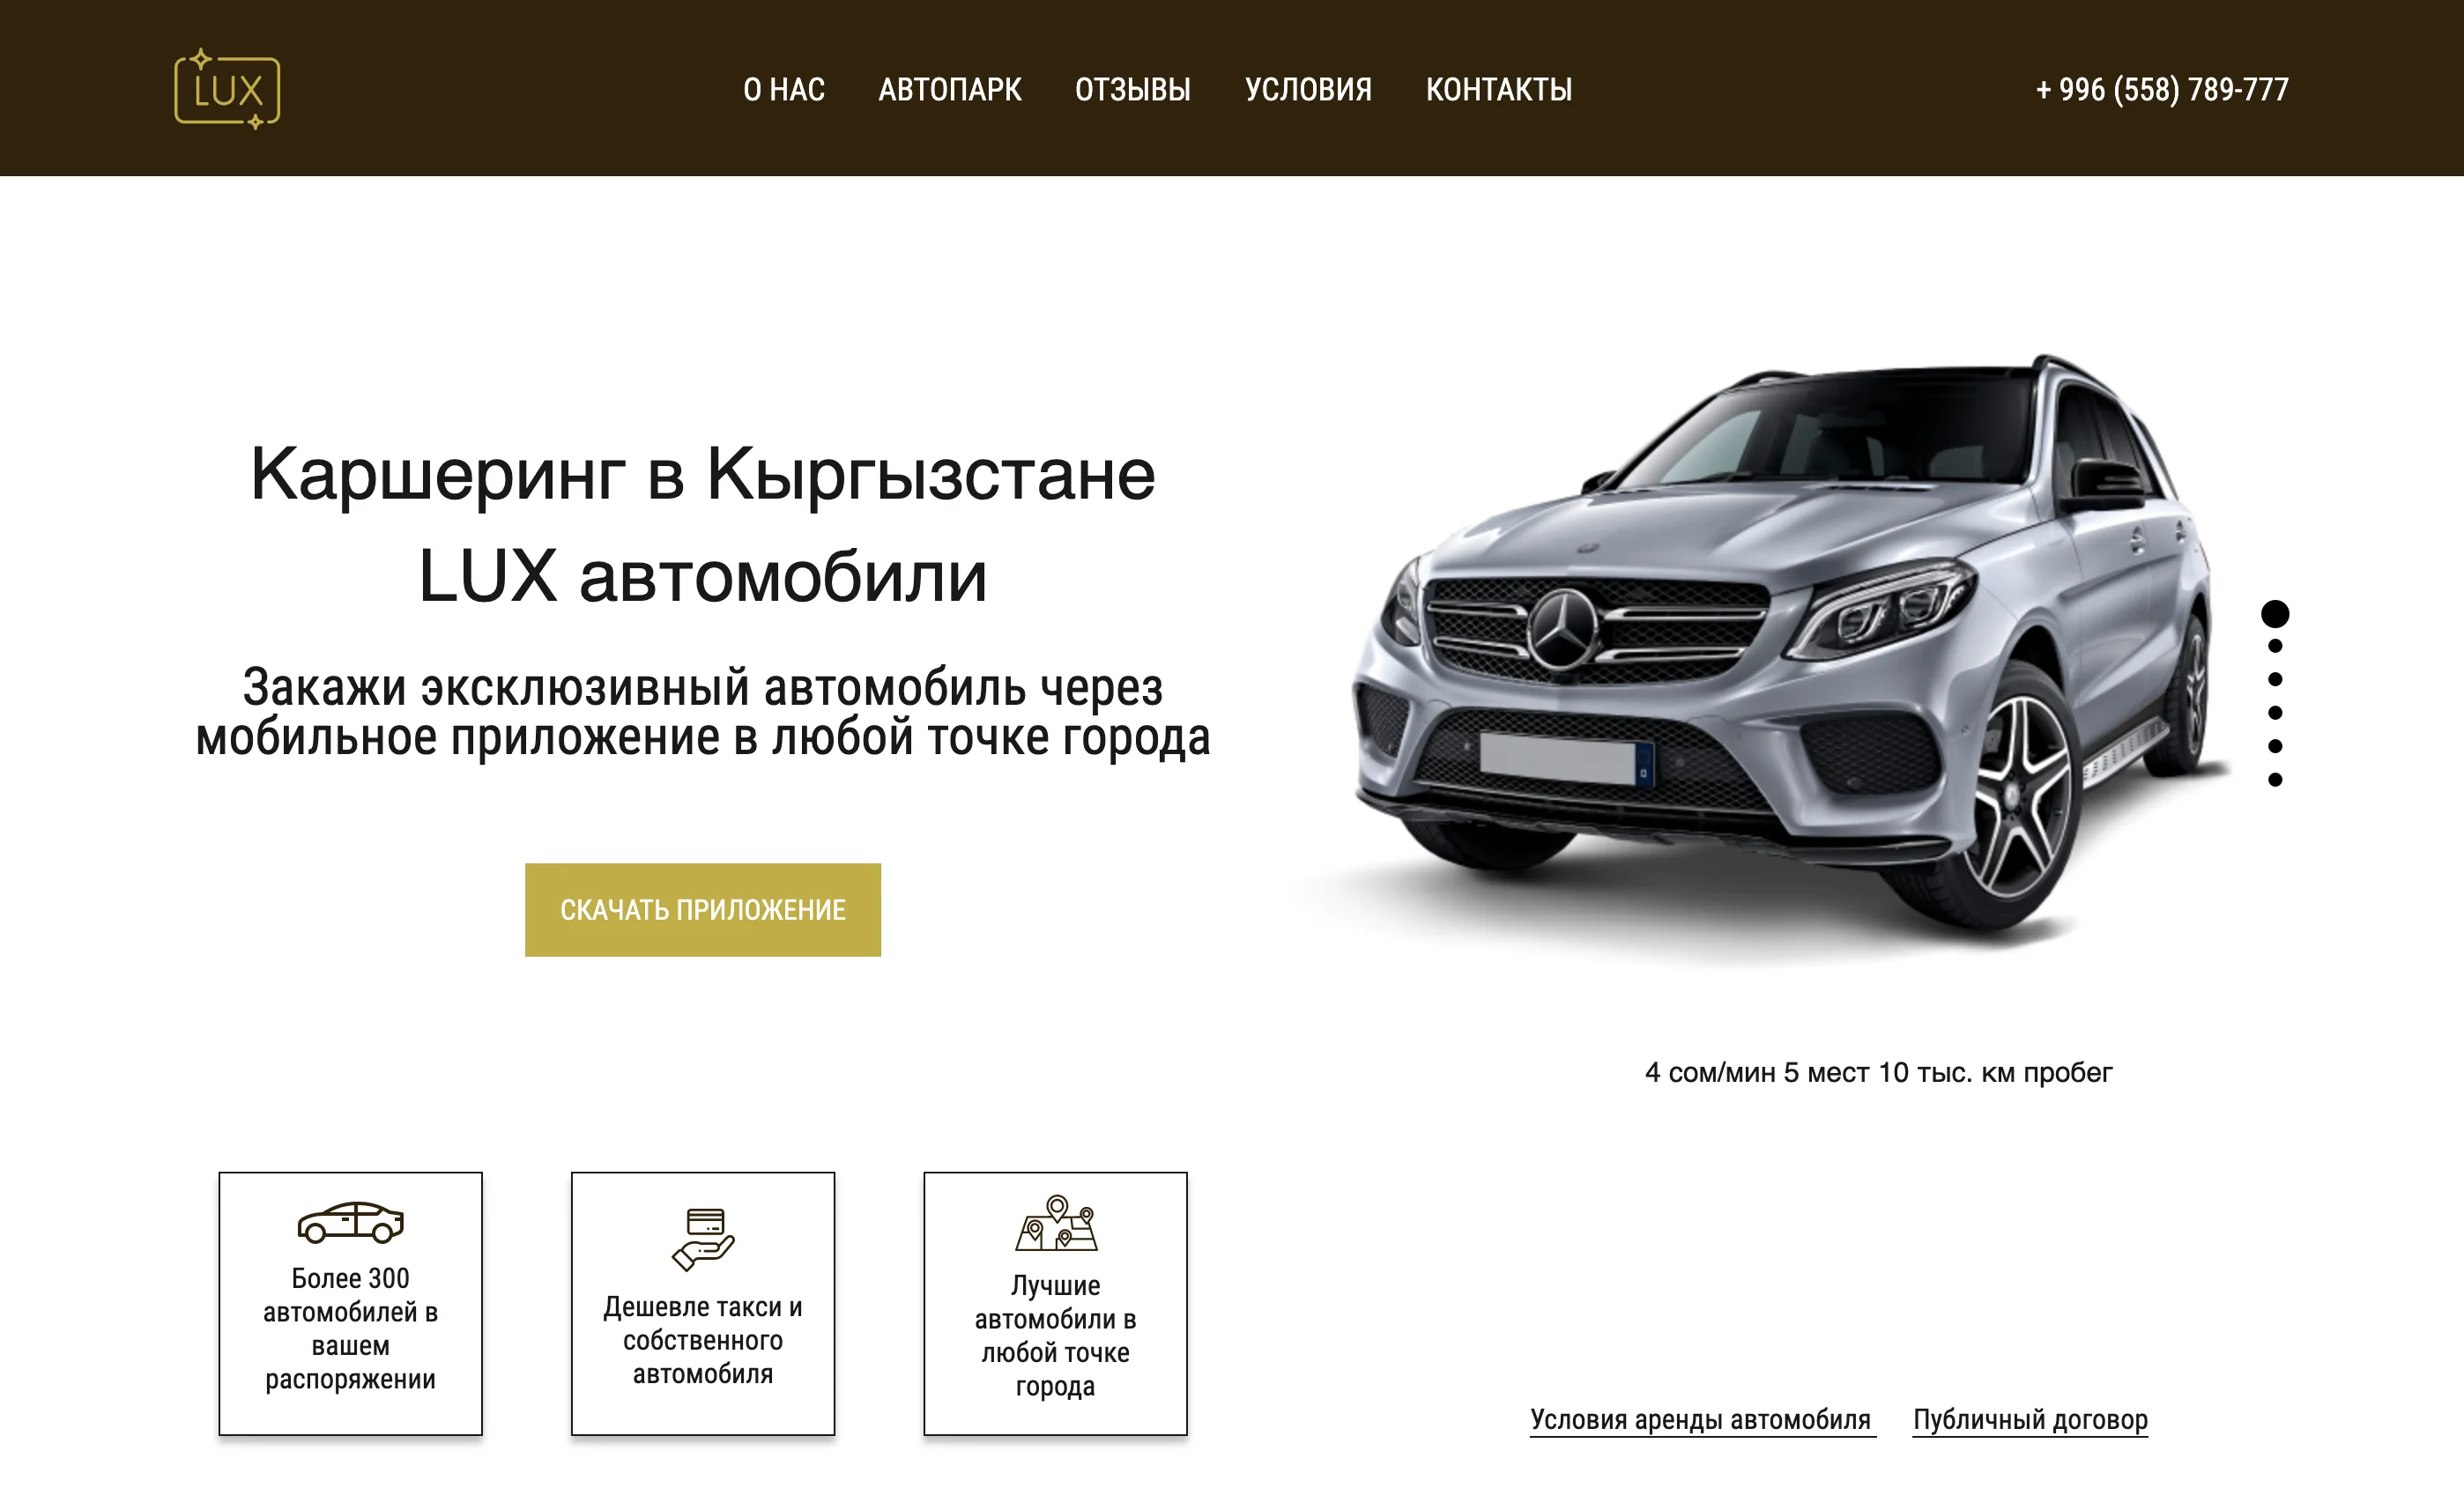 LUX
О НАС
АВТОПАРК
ОТЗЫВЫ
УСЛОВИЯ
КОНТАКТЫ
+ 996 (558) 789-777
Каршеринг в Кыргызстане
LUX автомобили
Закажи эксклюзивный автомобиль через
мобильное приложение в любой точке города
СКАЧАТЬ ПРИЛОЖЕНИЕ
4 сом/мин 5 мест 10 тыс. км пробег
Более 300
автомобилей в
вашем
распоряжении
Дешевле такси и
собственного
автомобиля
Лучшие
автомобили в
любой точке
города
Условия аренды автомобиля
Публичный договор